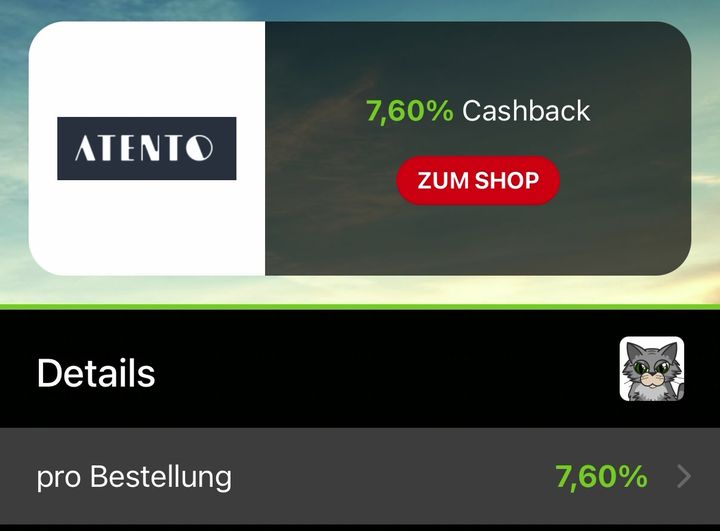 ATENTO
7,60% Cashback
ZUM SHOP
Details
pro Bestellung 7,60%